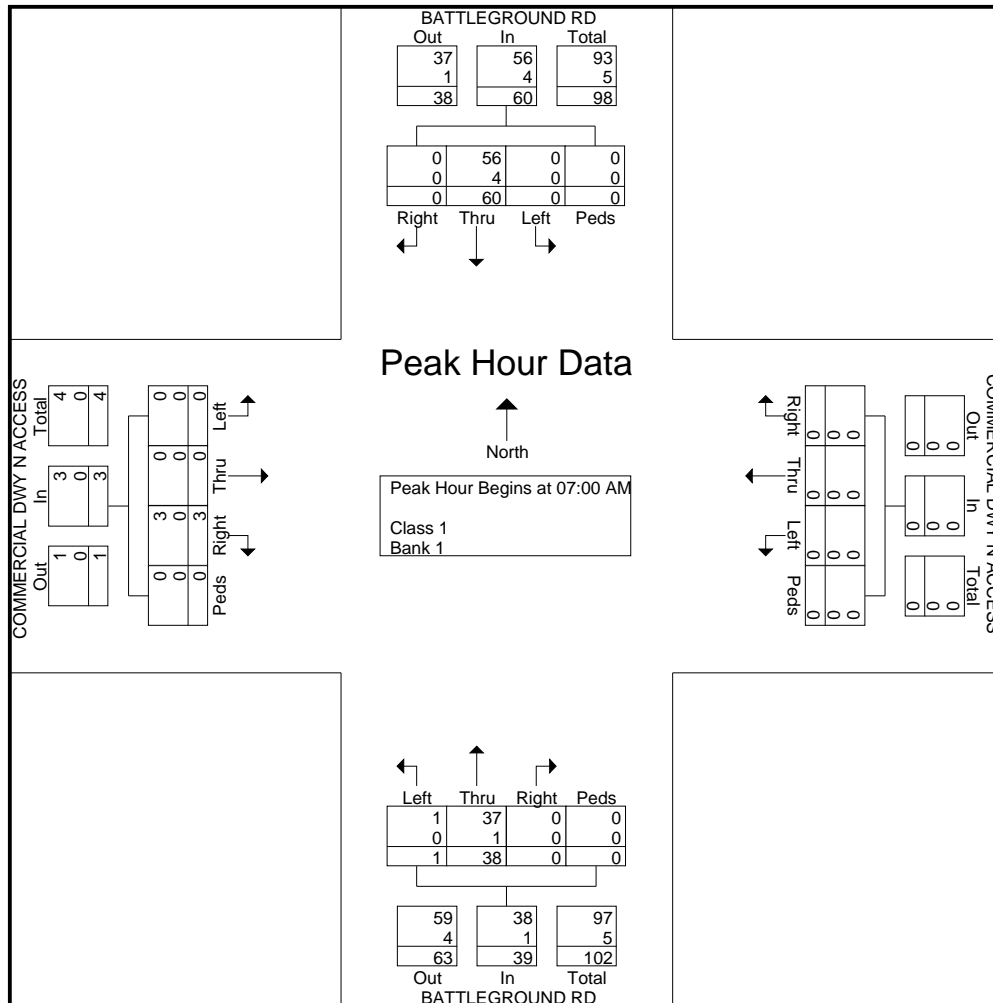 BATTLEGROUND RD
Out In Total
37 56 93
1 4 5
38 60 98
0 56 0 0
0 4 0 0
0 60 0 0
Right Thru Left Peds
Peak Hour Data
North
Peak Hour Begins at 07:00 AM
Class 1
Bank 1
COMMERCIAL DWY N ACCESS
Total
4 0 4
In
3 0 3
Out
1 0 1
0 0 0
Left
0 0 0
Thru
3 0 3
Right
0 0 0
Peds
Right
0 0 0
Thru
0 0 0
Left
0 0 0
Peds
0 0 0
Out
0 0 0
In
0 0 0
Total
0 0 0
COMMERCIAL DWY N ACCESS
Left Thru Right Peds
1 37 0 0
0 1 0 0
1 38 0 0
59 38 97
4 1 5
63 39 102
Out In Total
BATTLEGROUND RD